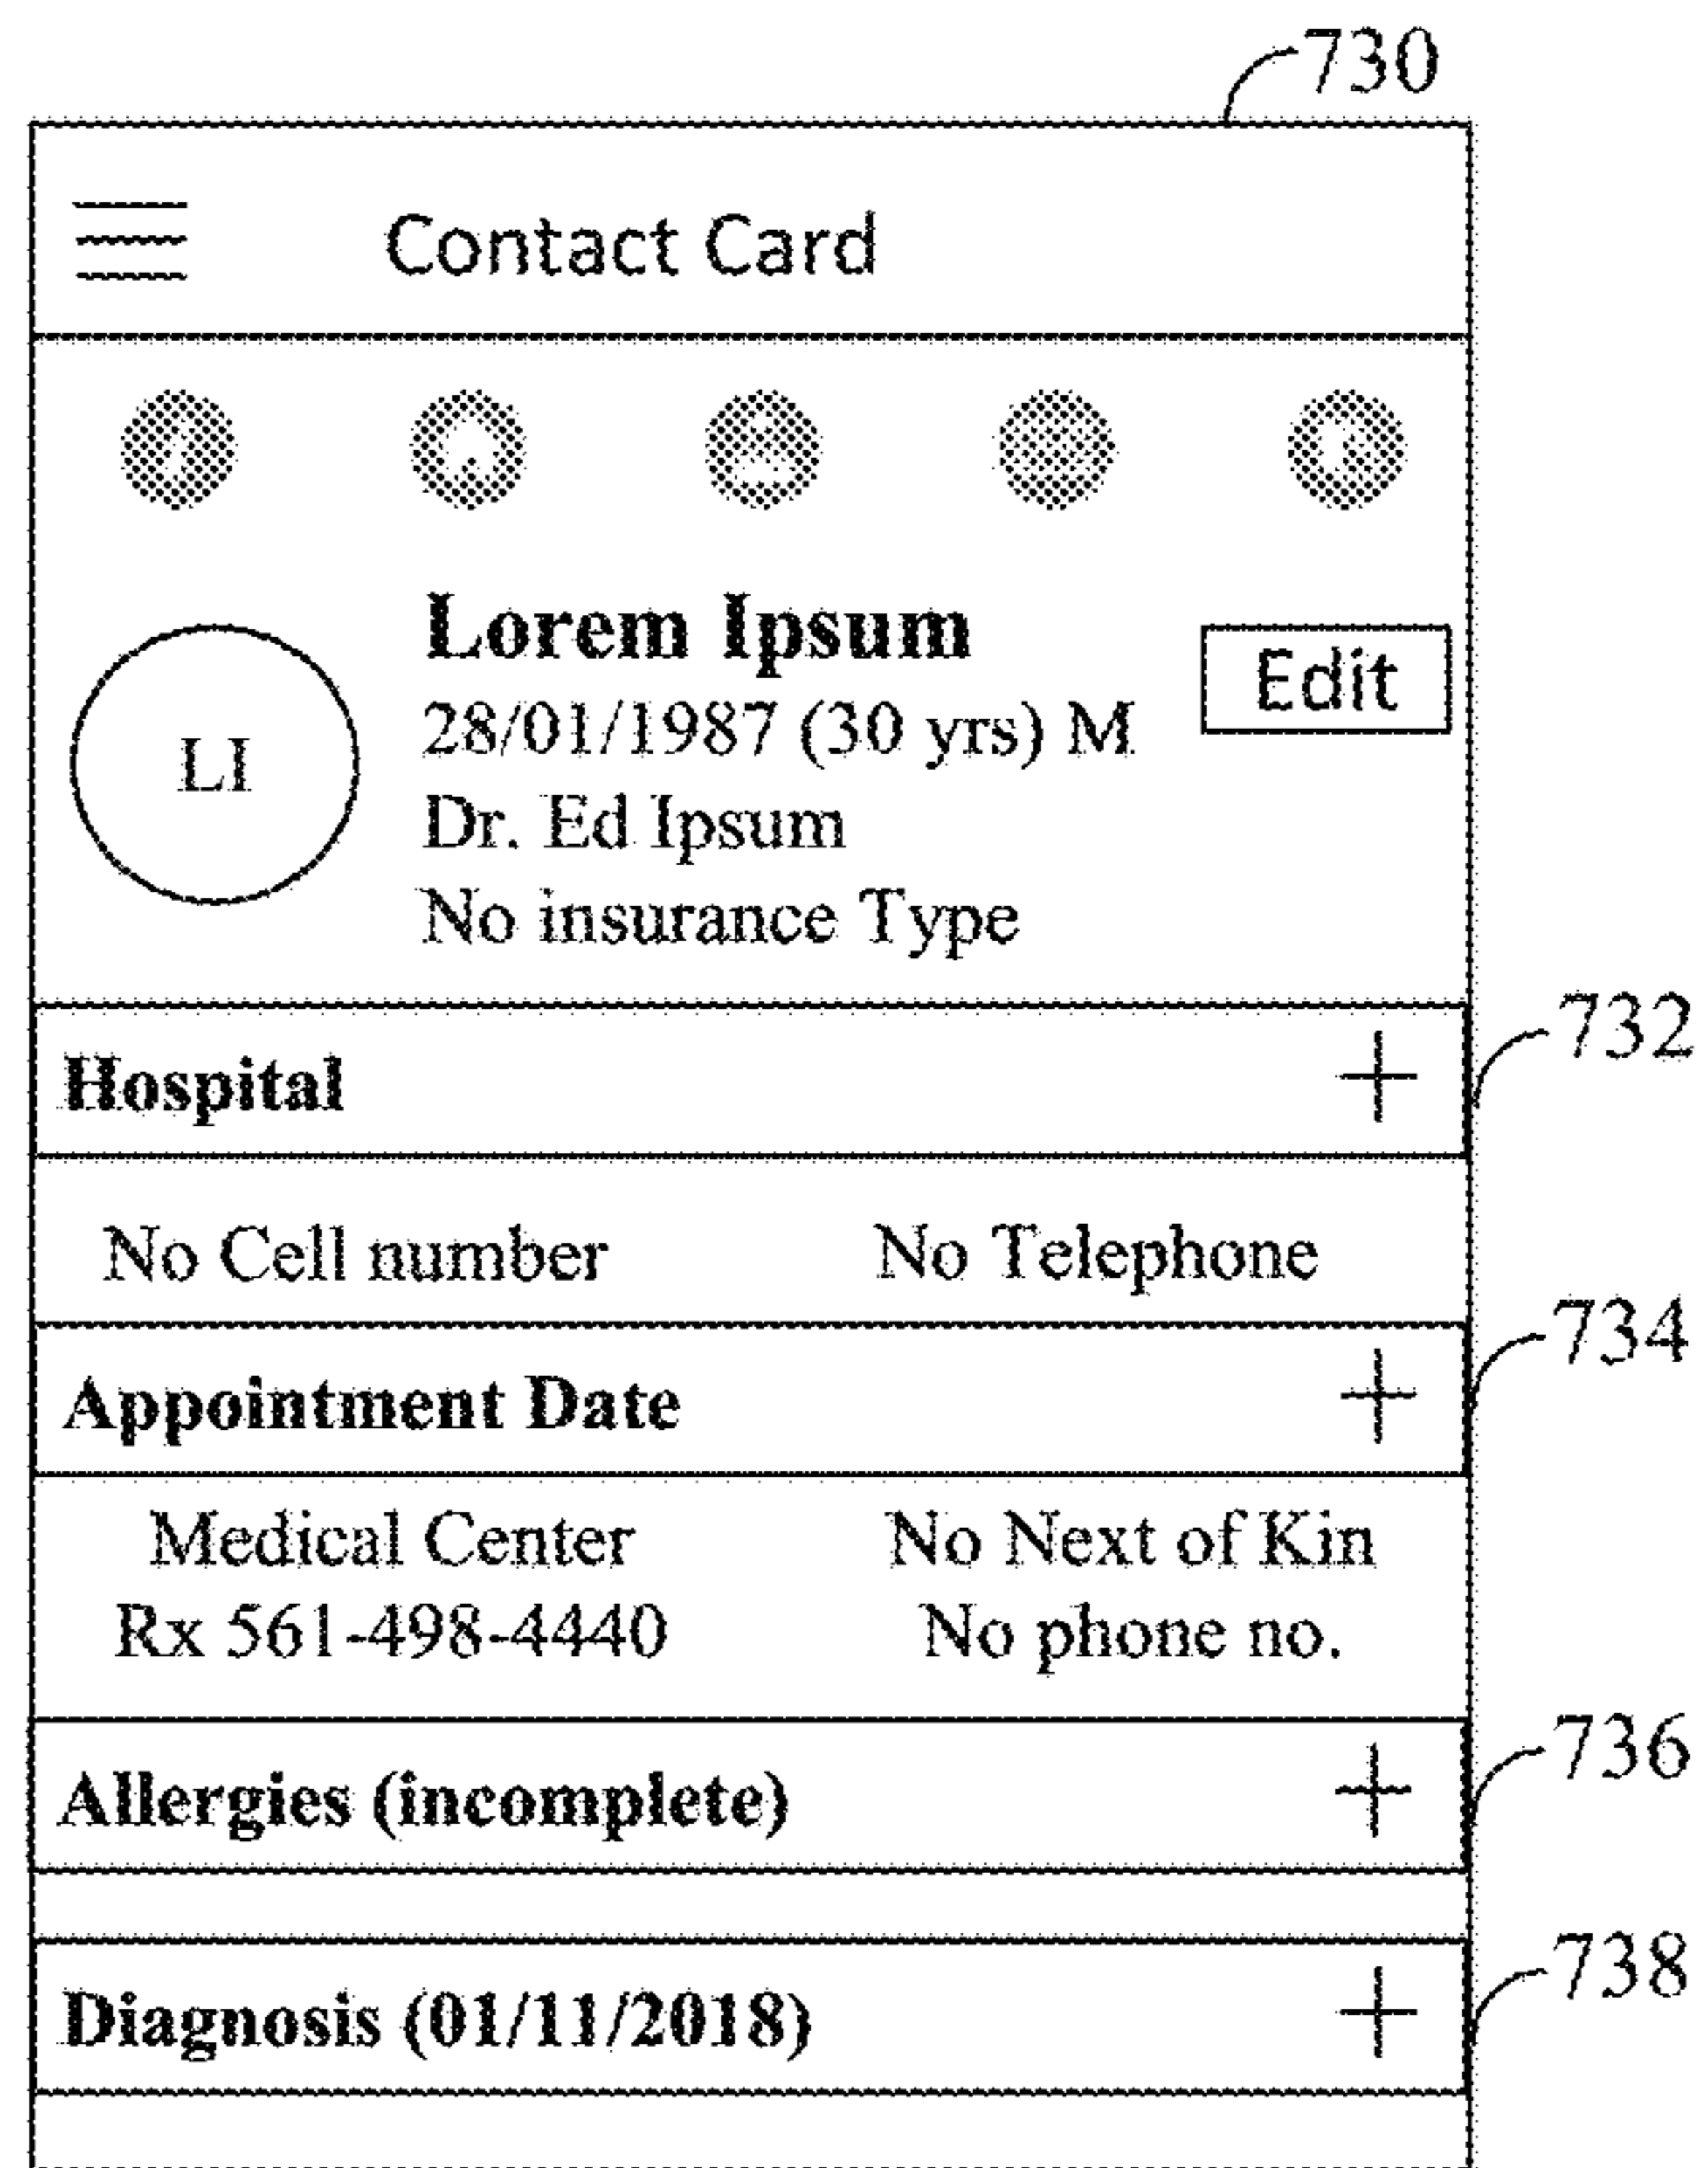 730
Contact Card
Lorem Ipsum
Edit
28/01/1987 (30 yrs) M
LI
Dr. Ed Ipsum
No insurance Type
732
Hospital
No Cell number No Telephone
734
Appointment Date
Medical Center No Next of Kin
Rx 561-498-4440 No phone no.
736
Allergies (incomplete)
738
Diagnosis (01/11/2018)